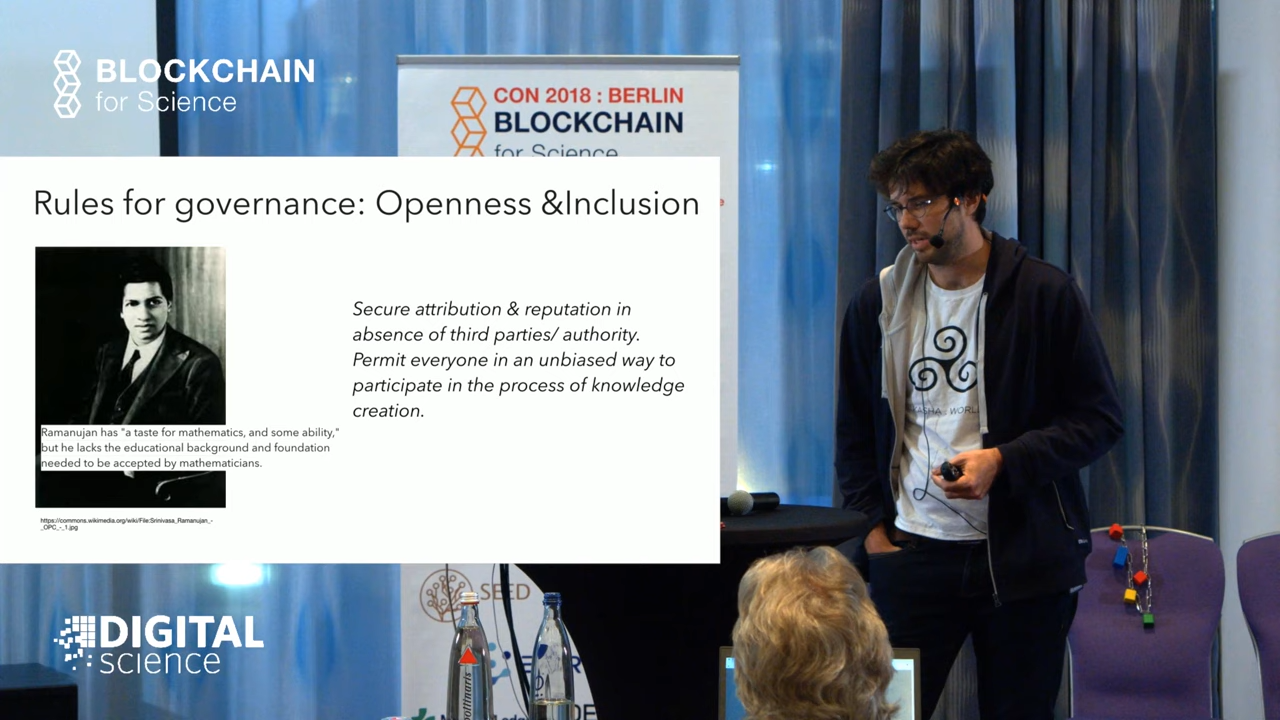 BLOCKCHAIN
for Science
CON 2018 : BERLIN
BLOCKCHAIN
for Science
Rules for governance: Openness &Inclusion
Secure attribution & reputation in
absence of third parties/ authority.
Permit everyone in an unbiased way to
participate in the process of knowledge
creation.
Ramanujan has "a taste for mathematics, and some ability,"
but he lacks the educational background and foundation
needed to be accepted by mathematicians.
https://commons.wikimedia.org/wiki/File:Srinivasa_Ramanujan_-
_OPC_-_1.jpg
SEED
DIGITAL
science